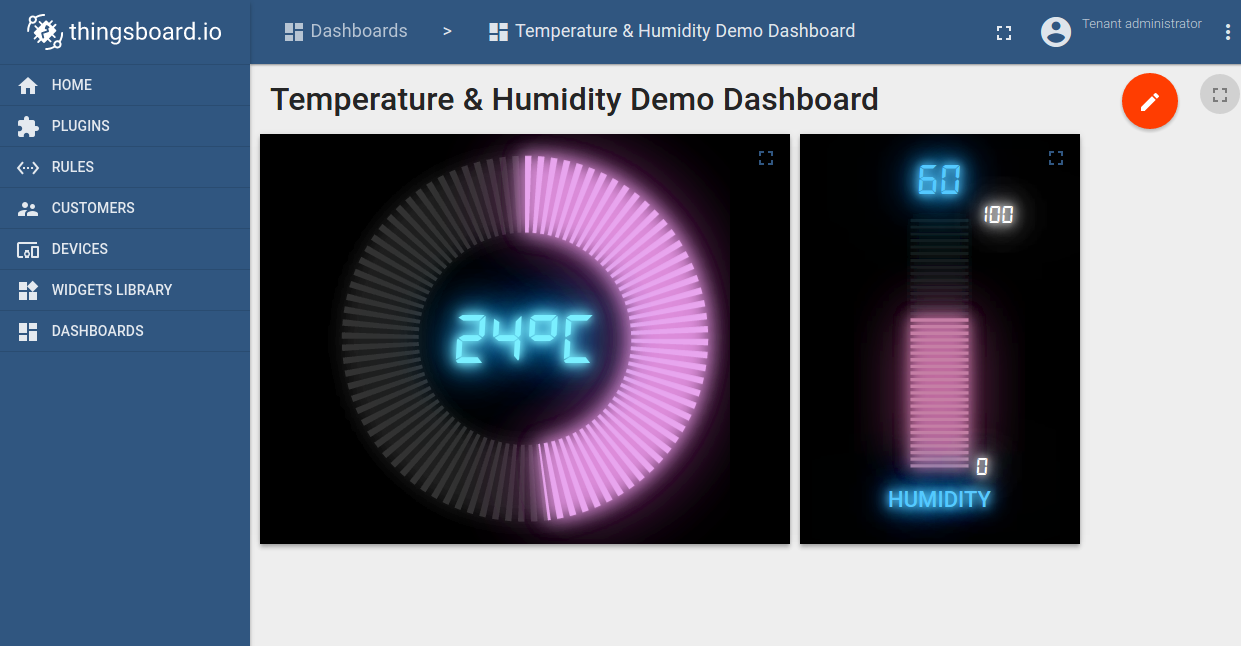 thingsboard.io
Dashboards > Temperature & Humidity Demo Dashboard
Tenant administrator
HOME
PLUGINS
RULES
CUSTOMERS
DEVICES
WIDGETS LIBRARY
DASHBOARDS
Temperature & Humidity Demo Dashboard
24°C
60
100
0
HUMIDITY